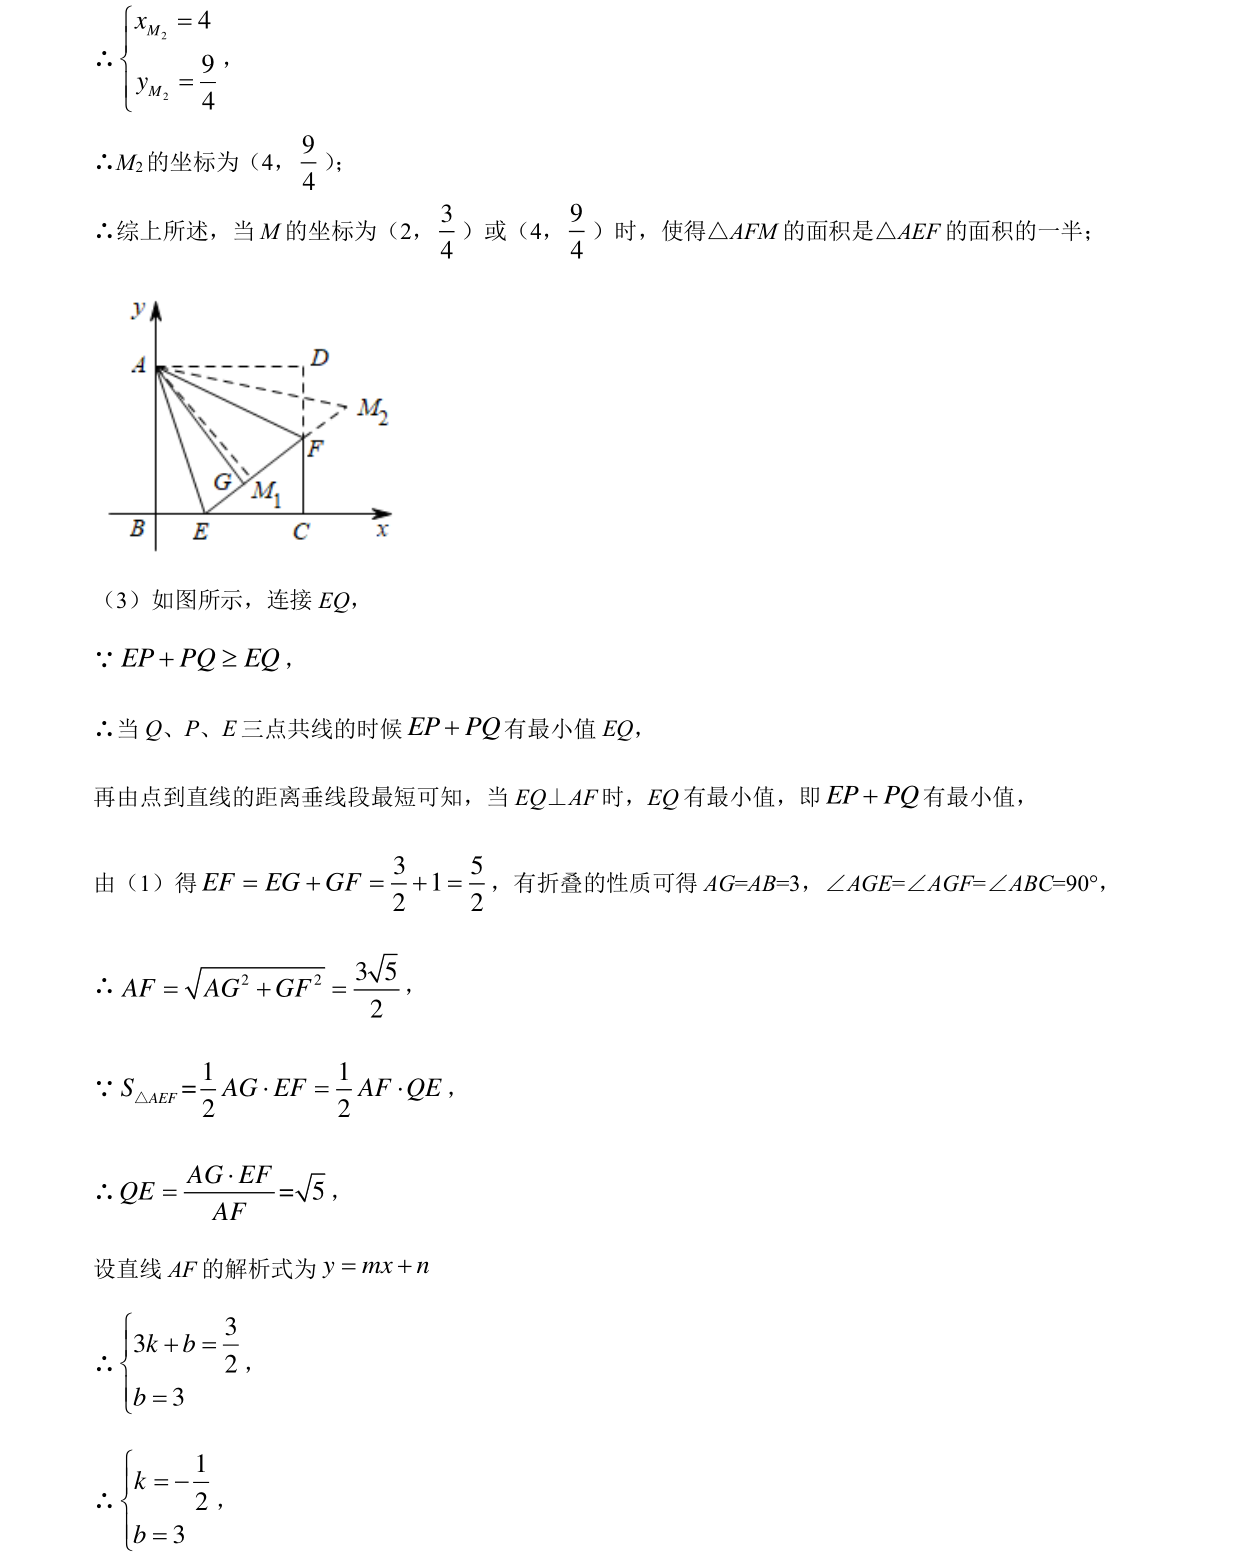 ∴{x_{M₂} = 4
y_{M₂} = 9/4，
∴M₂的坐标为（4，9/4）；
∴综上所述，当M的坐标为（2，3/4）或（4，9/4）时，使得△AFM的面积是△AEF的面积的一半；
y
A
D
M₂
F
G
M₁
B
E
C
x
（3）如图所示，连接EQ，
∵EP+PQ≥EQ，
∴当Q、P、E三点共线的时候EP+PQ有最小值EQ，
再由点到直线的距离垂线段最短可知，当EQ⊥AF时，EQ有最小值，即EP+PQ有最小值，
由（1）得EF = EG+GF = 3/2+1 = 5/2，有折叠的性质可得AG=AB=3，∠AGE=∠AGF=∠ABC=90°，
∴AF = √(AG²+GF²) = 3√5/2，
∵S△AEF = 1/2 AG·EF = 1/2 AF·QE，
∴QE = AG·EF/AF = √5，
设直线AF的解析式为y = mx+n
∴{3k+b = 3/2
b = 3，
∴{k = −1/2
b = 3，